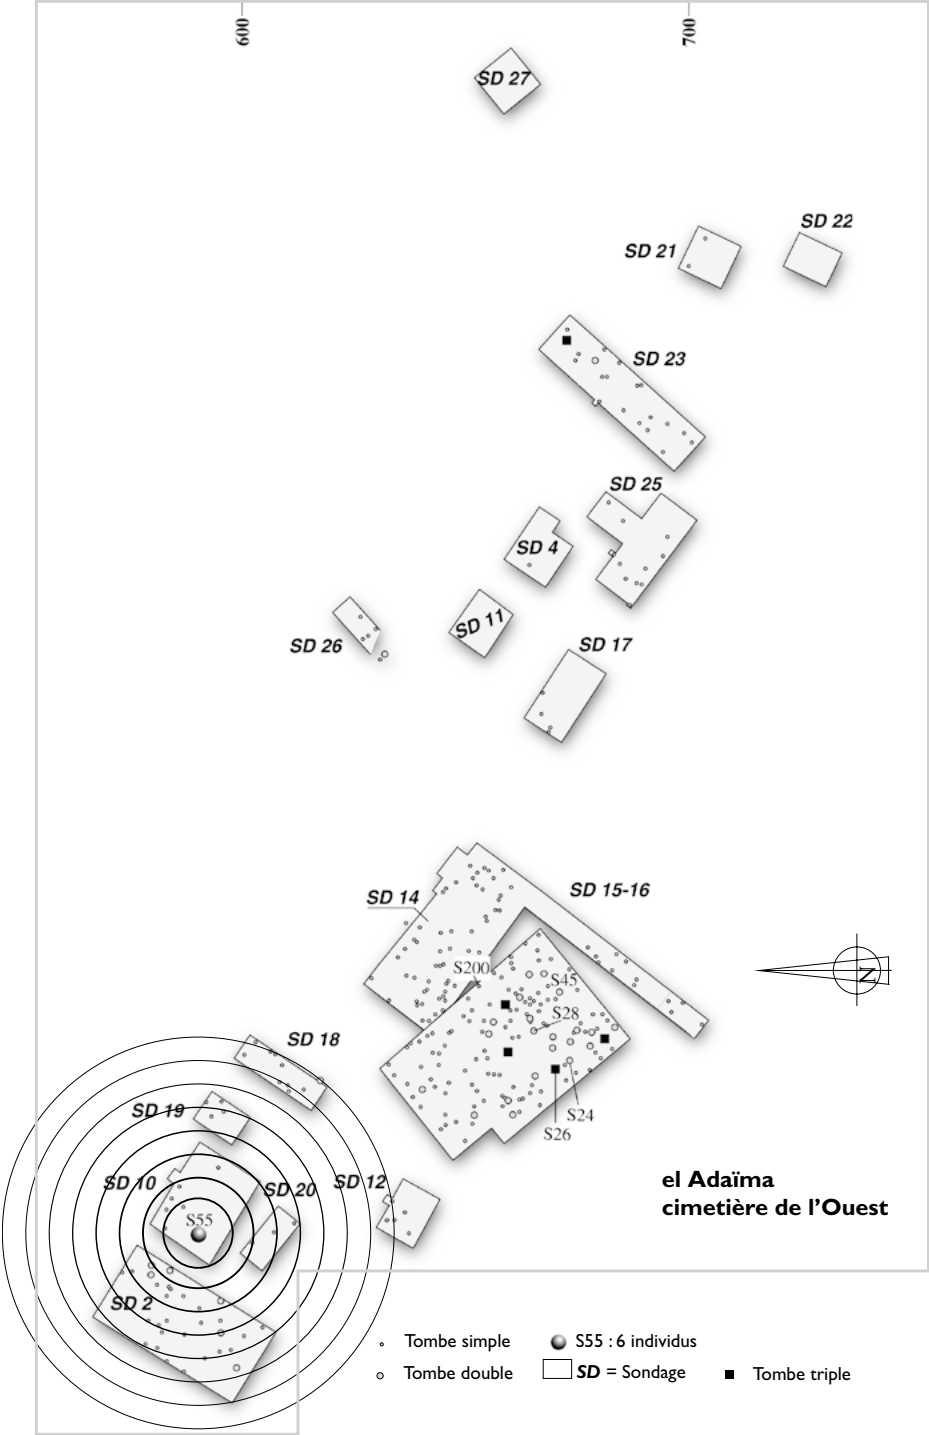 600
700
SD 27
SD 22
SD 21
SD 23
SD 25
SD 4
SD 11
SD 26
SD 17
SD 15-16
SD 14
S200
S45
S28
N
SD 18
SD 19
S24
S26
SD 10
SD 20
SD 12
el Adaïma
cimetière de l'Ouest
S55
SD 2
Tombe simple
S55 : 6 individus
Tombe double
SD = Sondage
Tombe triple